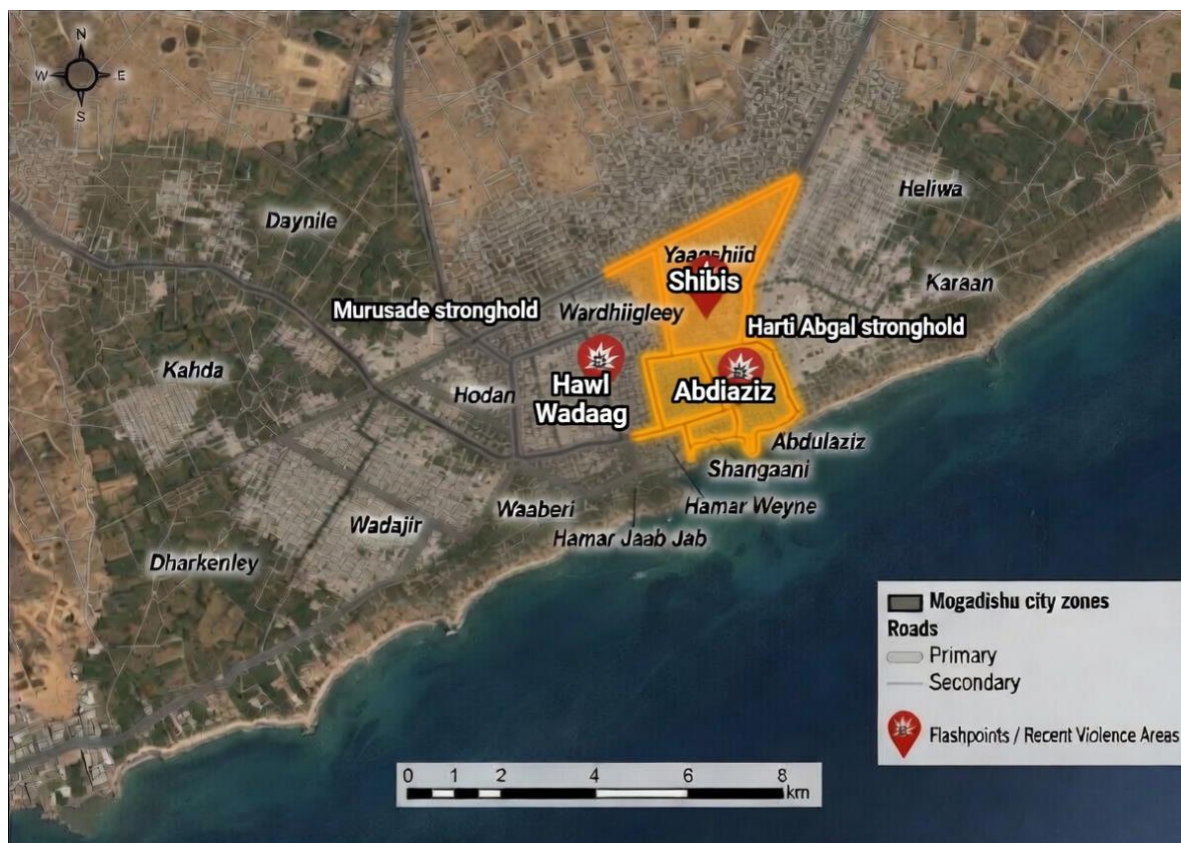 N
W E
S
Heliwa
Daynile
Yaaqshiid
Shibis
Karaan
Murusade stronghold
Wardhiigleey
Harti Abgal stronghold
Kahda
Hodan
Hawl
Wadaag
Abdiaziz
Abdulaziz
Shangaani
Waaberi
Hamar Weyne
Wadajir
Hamar Jaab Jab
Dharkenley
Mogadishu city zones
Roads
Primary
Secondary
Flashpoints / Recent Violence Areas
0 1 2 4 6 8
km